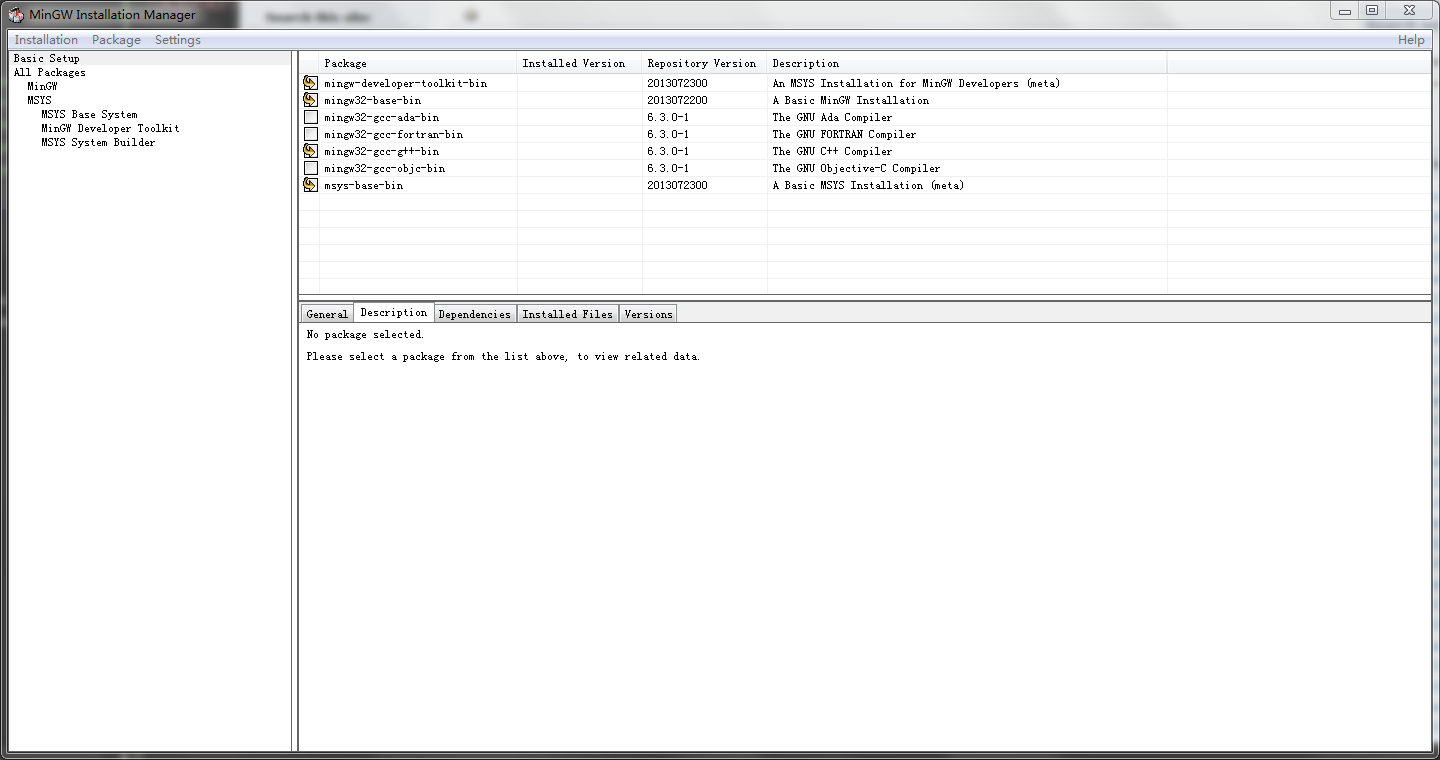 MinGW Installation Manager
Installation Package Settings Help
Basic Setup
All Packages
MinGW
MSYS
MSYS Base System
MinGW Developer Toolkit
MSYS System Builder
Package Installed Version Repository Version Description
mingw-developer-toolkit-bin 2013072300 An MSYS Installation for MinGW Developers (meta)
mingw32-base-bin 2013072200 A Basic MinGW Installation
mingw32-gcc-ada-bin 6.3.0-1 The GNU Ada Compiler
mingw32-gcc-fortran-bin 6.3.0-1 The GNU FORTRAN Compiler
mingw32-gcc-g++-bin 6.3.0-1 The GNU C++ Compiler
mingw32-gcc-objc-bin 6.3.0-1 The GNU Objective-C Compiler
msys-base-bin 2013072300 A Basic MSYS Installation (meta)
General Description Dependencies Installed Files Versions
No package selected.
Please select a package from the list above, to view related data.